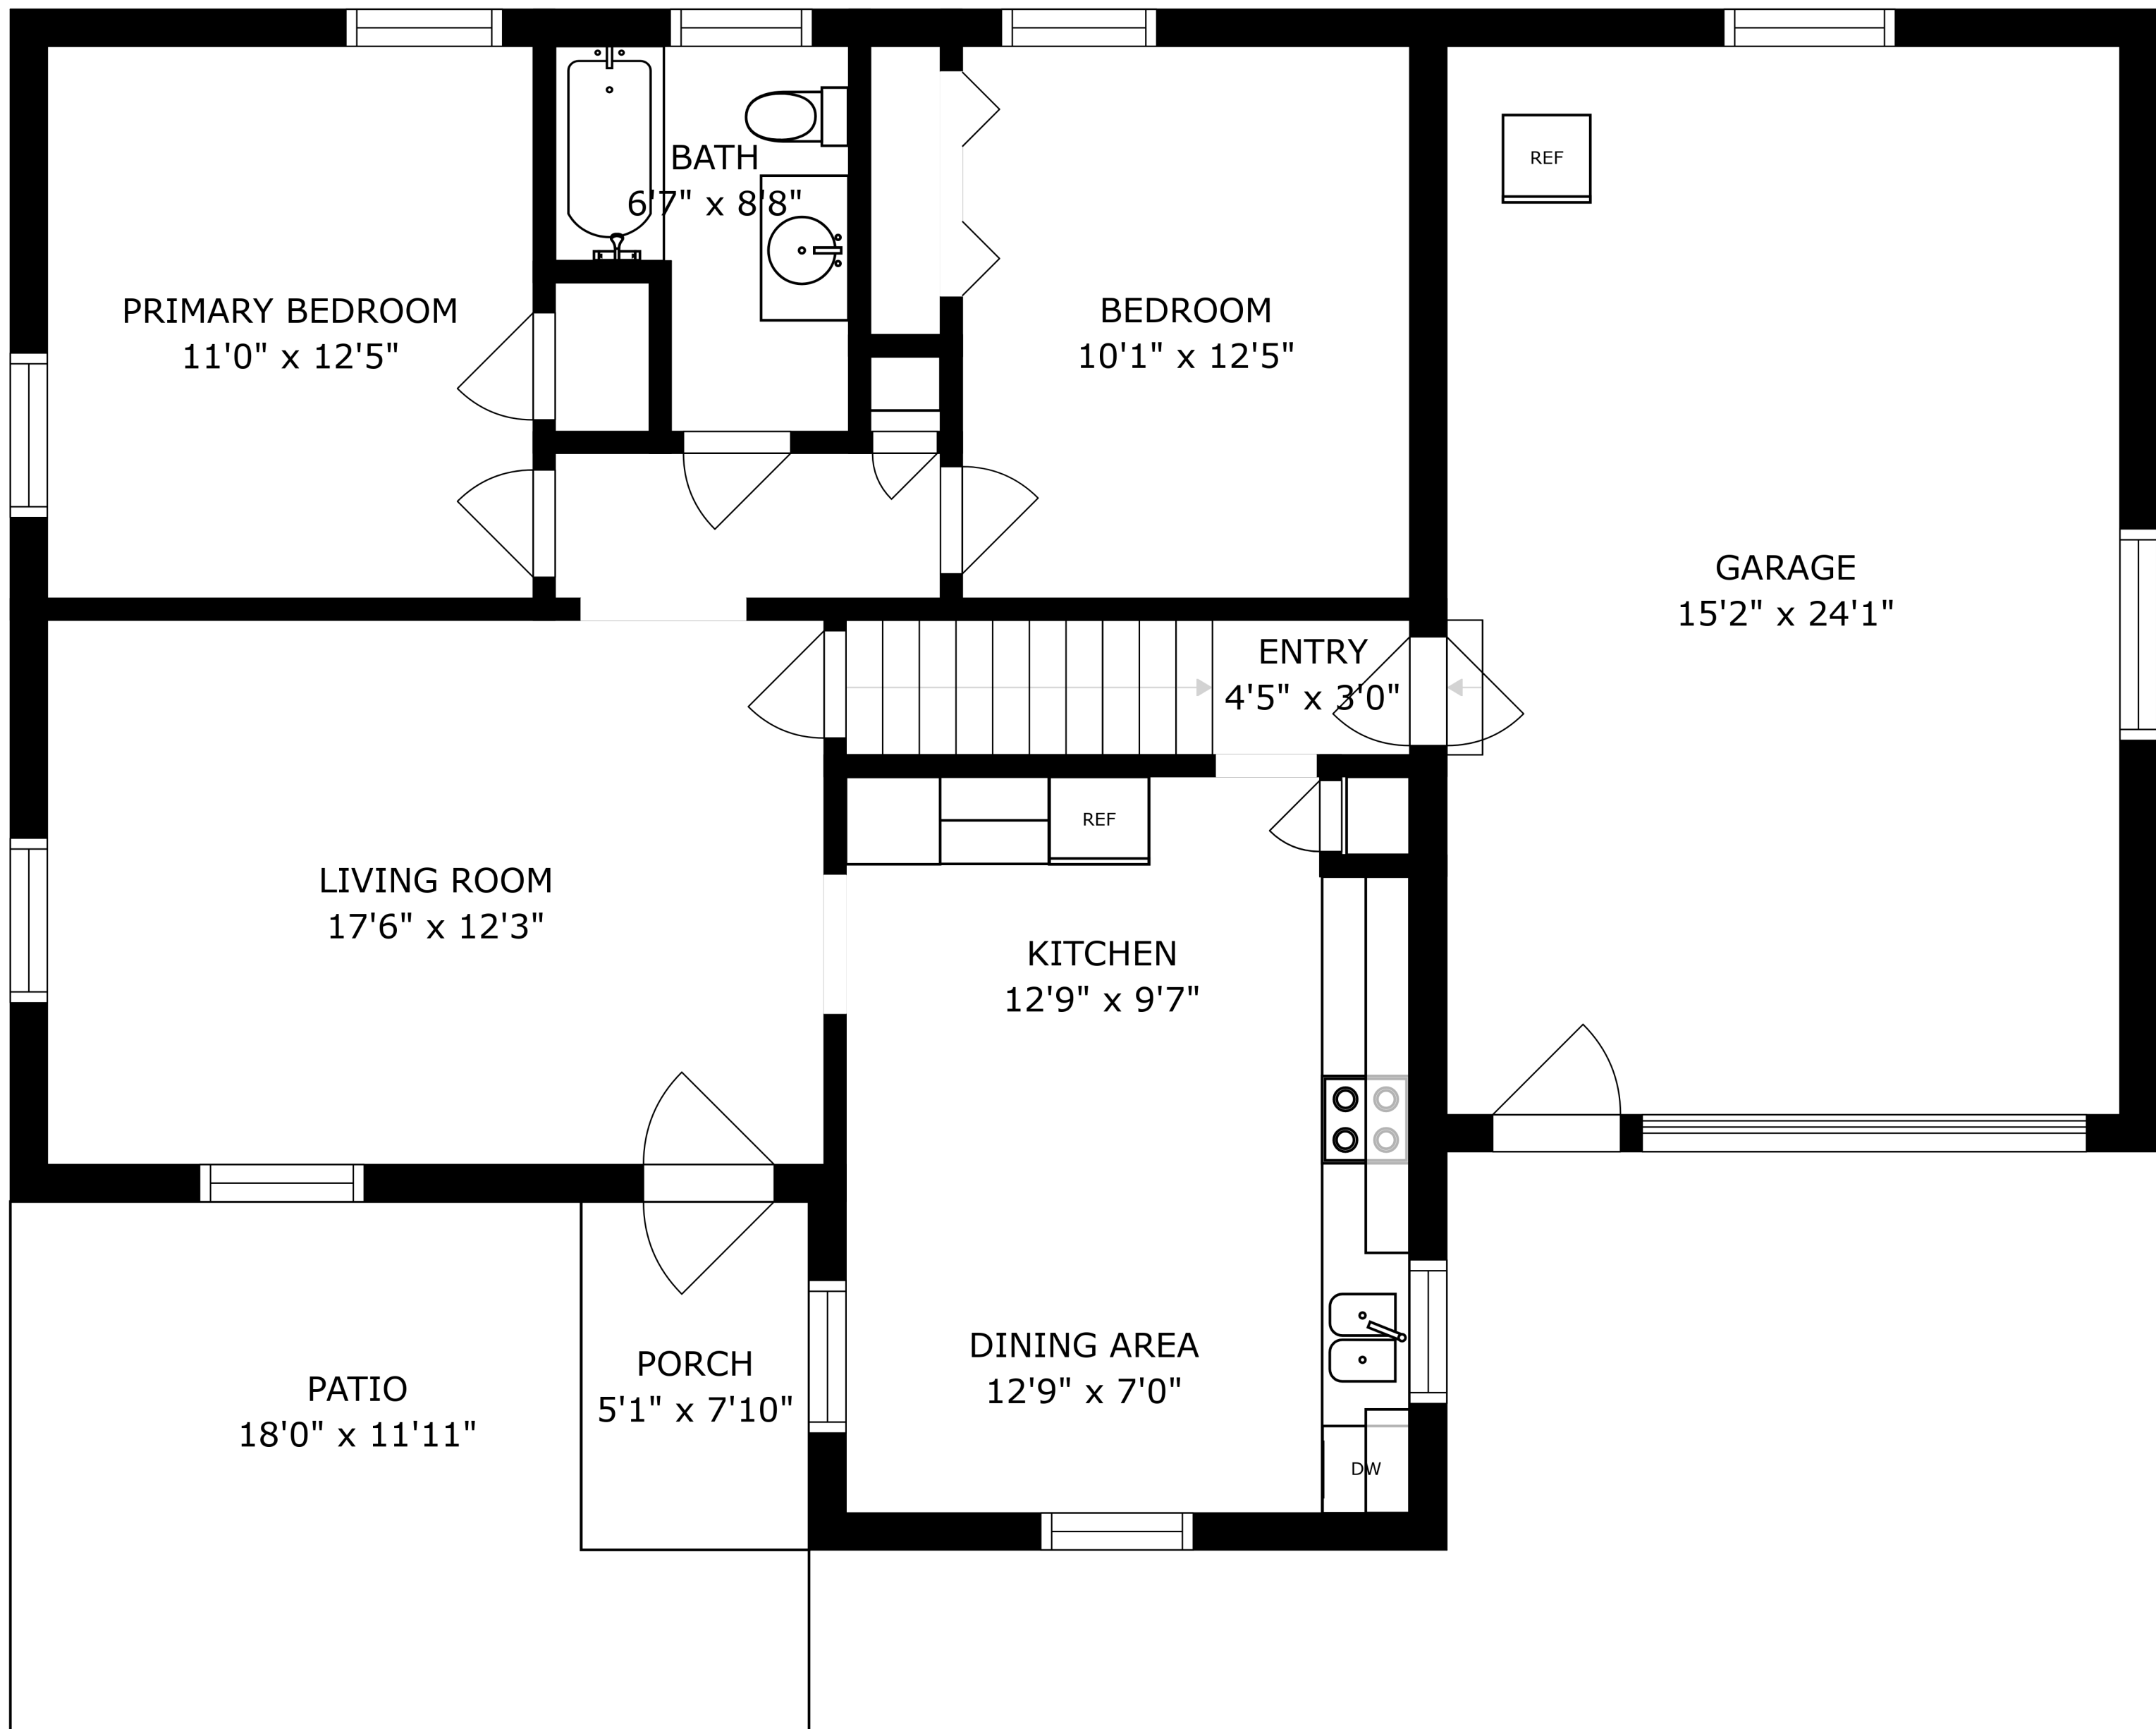 BATH
6'7" x 8'8"
REF
PRIMARY BEDROOM
11'0" x 12'5"
BEDROOM
10'1" x 12'5"
GARAGE
15'2" x 24'1"
ENTRY
4'5" x 3'0"
REF
LIVING ROOM
17'6" x 12'3"
KITCHEN
12'9" x 9'7"
DINING AREA
12'9" x 7'0"
PORCH
5'1" x 7'10"
PATIO
18'0" x 11'11"
DW